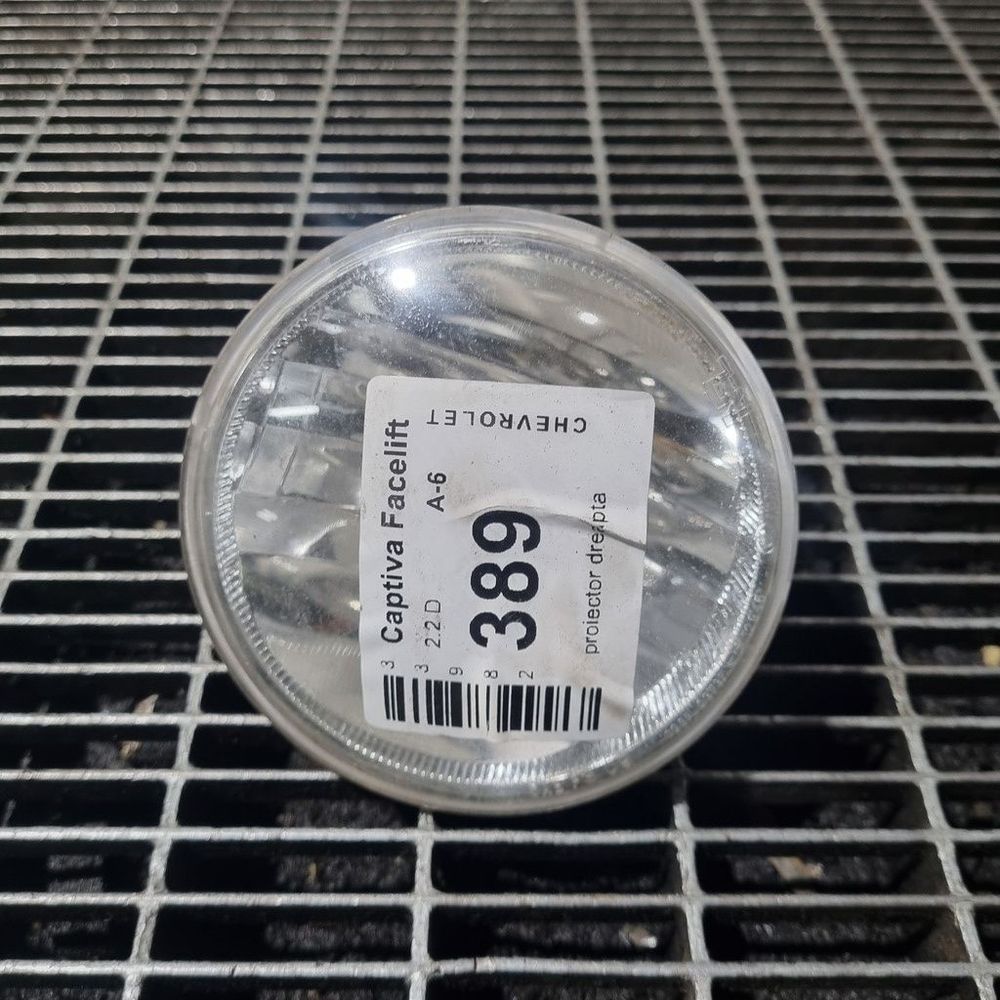 CHEVROLET
Captiva Facelift
2.2.D
A-6
389
proiector dreapta
3 3 9 8 2